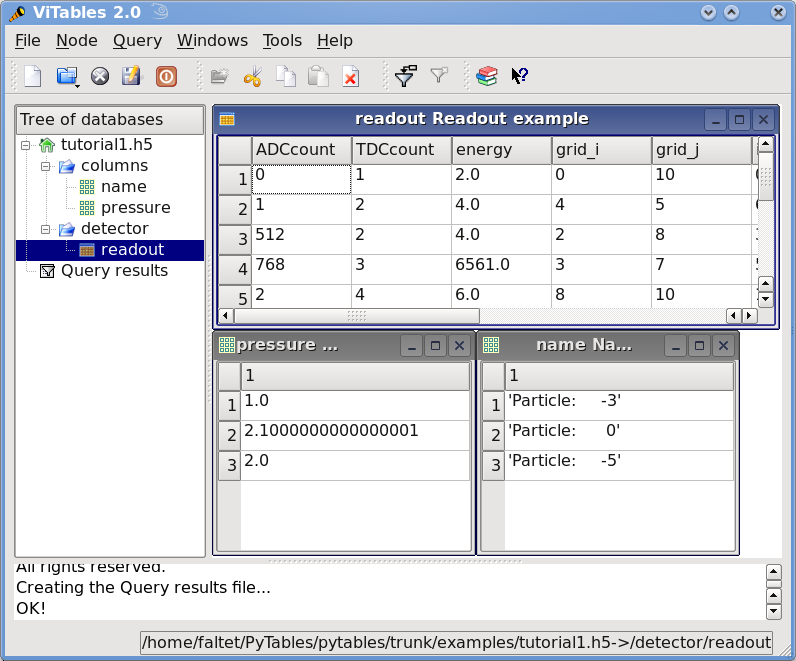 ViTables 2.0
File Node Query Windows Tools Help
Tree of databases
tutorial1.h5
columns
name
pressure
detector
readout
Query results
readout Readout example
ADCcount TDCcount energy grid_i grid_j
1 0 1 2.0 0 10
2 1 2 4.0 4 5
3 512 2 4.0 2 8
4 768 3 6561.0 3 7
5 2 4 6.0 8 10
pressure ...
1
1 1.0
2 2.1000000000000001
3 2.0
name Na...
1
1 'Particle: -3'
2 'Particle: 0'
3 'Particle: -5'
All rights reserved.
Creating the Query results file...
OK!
/home/faltet/PyTables/pytables/trunk/examples/tutorial1.h5->/detector/readout